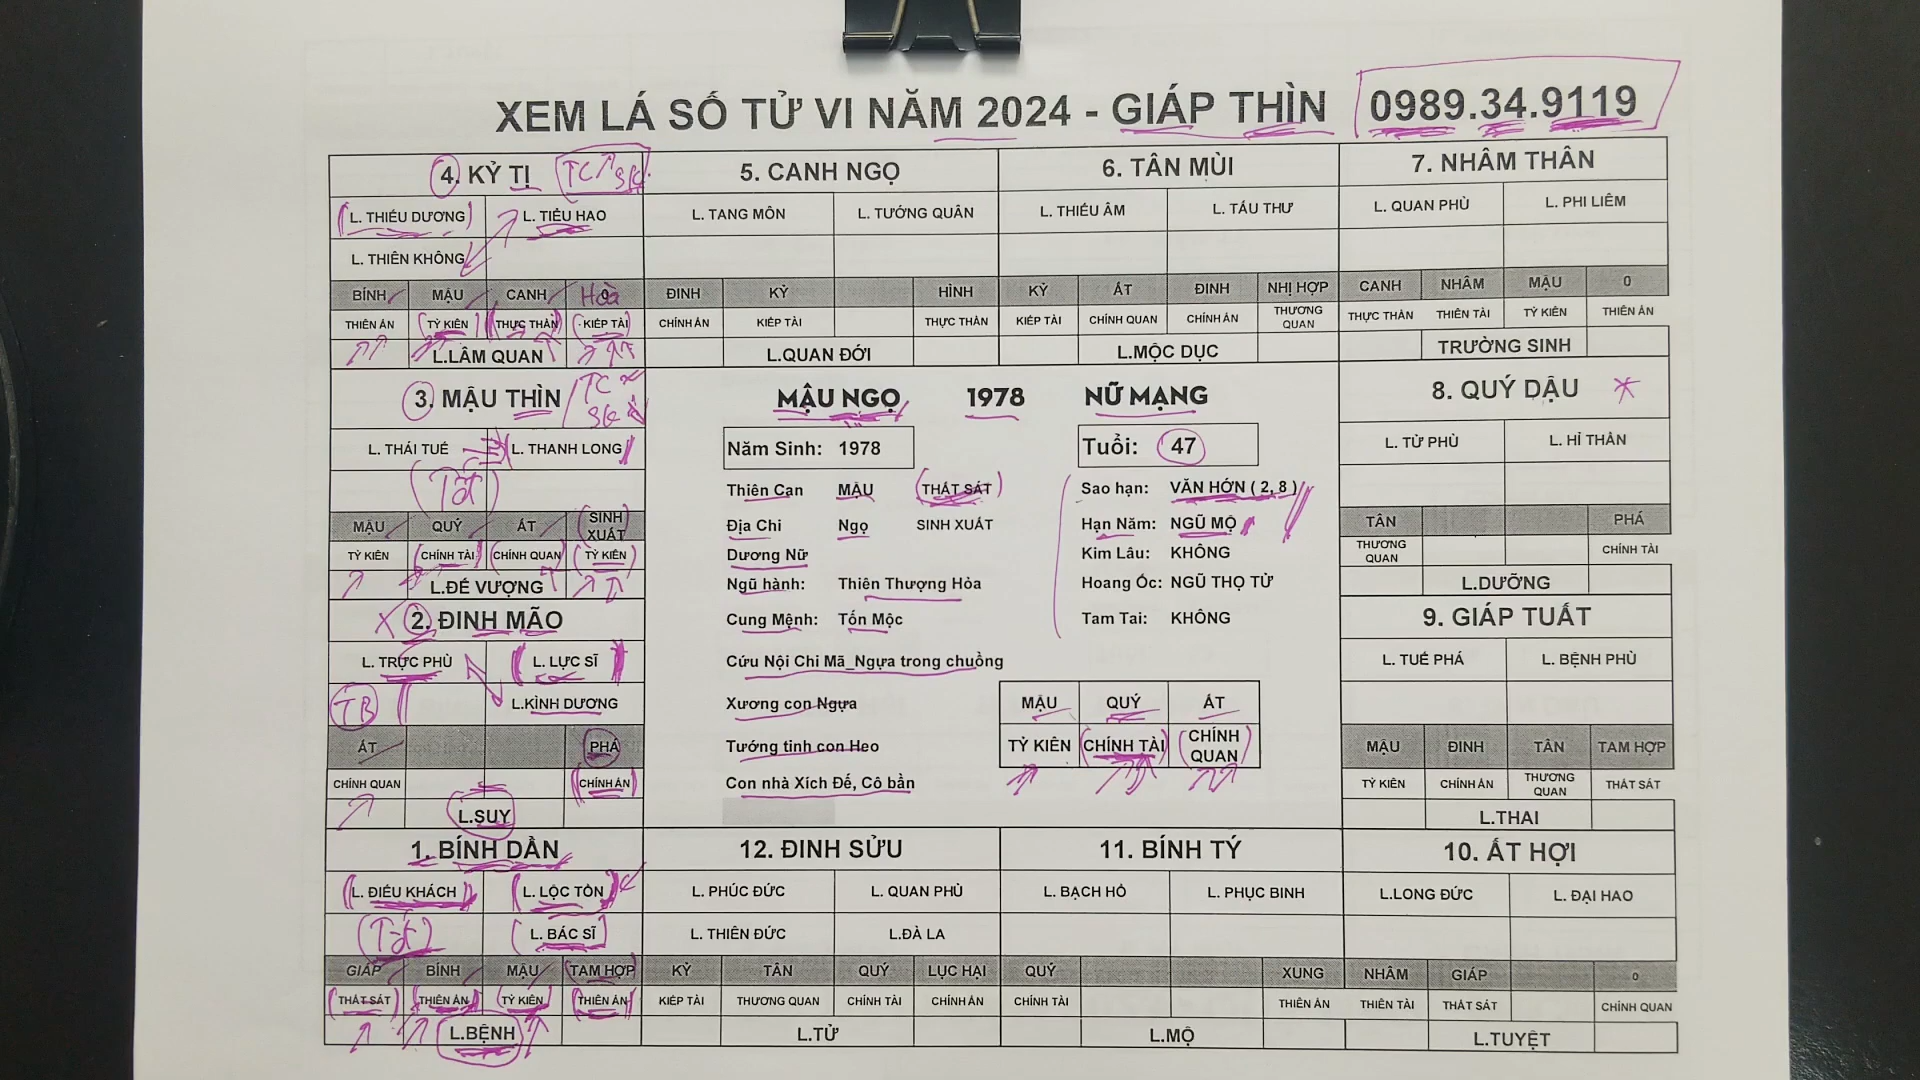 XEM LÁ SỐ TỬ VI NĂM 2024 - GIÁP THÌN 0989.34.9119
4. KỶ TỊ TC SK
L. THIẾU DƯƠNG L. TIỂU HAO
L. THIÊN KHÔNG
BÍNH MẬU CANH Hòa
THIÊN ẤN TỶ KIÊN THỰC THẦN KIẾP TÀI
L.LÂM QUAN
5. CANH NGỌ
L. TANG MÔN L. TƯỚNG QUÂN
ĐINH KỶ HÌNH
CHÍNH ẤN KIẾP TÀI THỰC THẦN
L.QUAN ĐỚI
6. TÂN MÙI
L. THIẾU ÂM L. TẤU THƯ
KỶ ẤT ĐINH NHỊ HỢP
KIẾP TÀI CHÍNH QUAN CHÍNH ẤN THƯƠNG QUAN
L.MỘC DỤC
7. NHÂM THÂN
L. QUAN PHÙ L. PHI LIÊM
CANH NHÂM MẬU 0
THỰC THẦN THIÊN TÀI TỶ KIÊN THIÊN ẤN
TRƯỜNG SINH
3. MẬU THÌN TC SK
L. THÁI TUẾ L. THANH LONG
Tốt
MẬU QUÝ ẤT SINH XUẤT
TỶ KIÊN CHÍNH TÀI CHÍNH QUAN TỶ KIÊN
L.ĐẾ VƯỢNG
MẬU NGỌ 1978 NỮ MẠNG
Năm Sinh: 1978 Tuổi: 47
Thiên Can MẬU THẤT SÁT Sao hạn: VĂN HỚN ( 2, 8 )
Địa Chi Ngọ SINH XUẤT Hạn Năm: NGŨ MỘ
Dương Nữ Kim Lâu: KHÔNG
Ngũ hành: Thiên Thượng Hỏa Hoang Ốc: NGŨ THỌ TỬ
Cung Mệnh: Tốn Mộc Tam Tai: KHÔNG
Cứu Nội Chi Mã_Ngựa trong chuồng
Xương con Ngựa MẬU QUÝ ẤT
Tướng tinh con Heo TỶ KIÊN CHÍNH TÀI CHÍNH QUAN
Con nhà Xích Đế, Cô bần
8. QUÝ DẬU
L. TỬ PHÙ L. HỈ THẦN
TÂN PHÁ
THƯƠNG QUAN CHÍNH TÀI
L.DƯỠNG
2. ĐINH MÃO
L. TRỰC PHÙ L. LỰC SĨ
TB L.KÌNH DƯƠNG
ẤT PHÁ
CHÍNH QUAN CHÍNH ẤN
L.SUY
9. GIÁP TUẤT
L. TUẾ PHÁ L. BỆNH PHÙ
MẬU ĐINH TÂN TAM HỢP
TỶ KIÊN CHÍNH ẤN THƯƠNG QUAN THẤT SÁT
L.THAI
1. BÍNH DẦN
L. ĐIẾU KHÁCH L. LỘC TỒN
Tốt L. BÁC SĨ
GIÁP BÍNH MẬU TAM HỢP
THẤT SÁT THIÊN ẤN TỶ KIÊN THIÊN ẤN
L.BỆNH
12. ĐINH SỬU
L. PHÚC ĐỨC L. QUAN PHỦ
L. THIÊN ĐỨC L.ĐÀ LA
KỶ TÂN QUÝ LỤC HẠI
KIẾP TÀI THƯƠNG QUAN CHÍNH TÀI CHÍNH ẤN
L.TỬ
11. BÍNH TÝ
L. BẠCH HỔ L. PHỤC BINH
QUÝ XUNG
CHÍNH TÀI THIÊN ẤN
L.MỘ
10. ẤT HỢI
L.LONG ĐỨC L. ĐẠI HAO
NHÂM GIÁP 0
THIÊN TÀI THẤT SÁT CHÍNH QUAN
L.TUYỆT